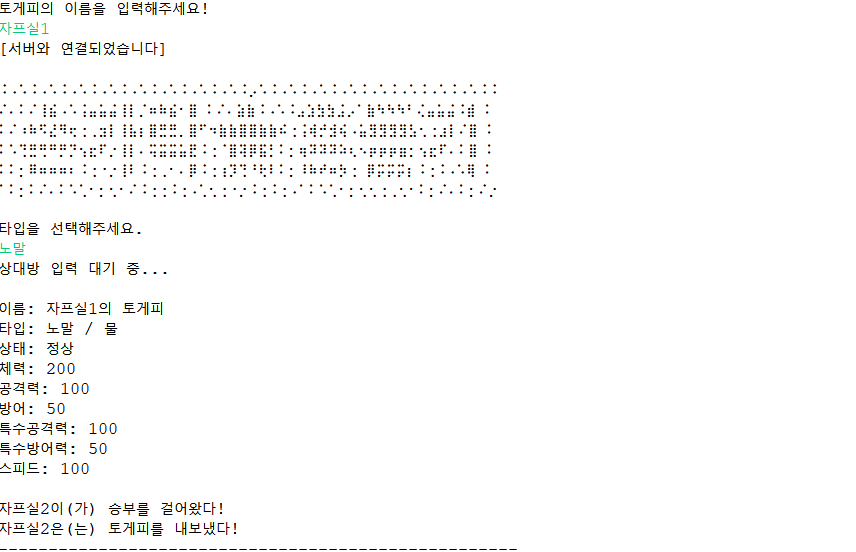 토게피의 이름을 입력해주세요!
자프실1
[서버와 연결되었습니다]
타입을 선택해주세요.
노말
상대방 입력 대기 중...
이름: 자프실1의 토게피
타입: 노말 / 물
상태: 정상
체력: 200
공격력: 100
방어: 50
특수공격력: 100
특수방어력: 50
스피드: 100
자프실2이(가) 승부를 걸어왔다!
자프실2은(는) 토게피를 내보냈다!